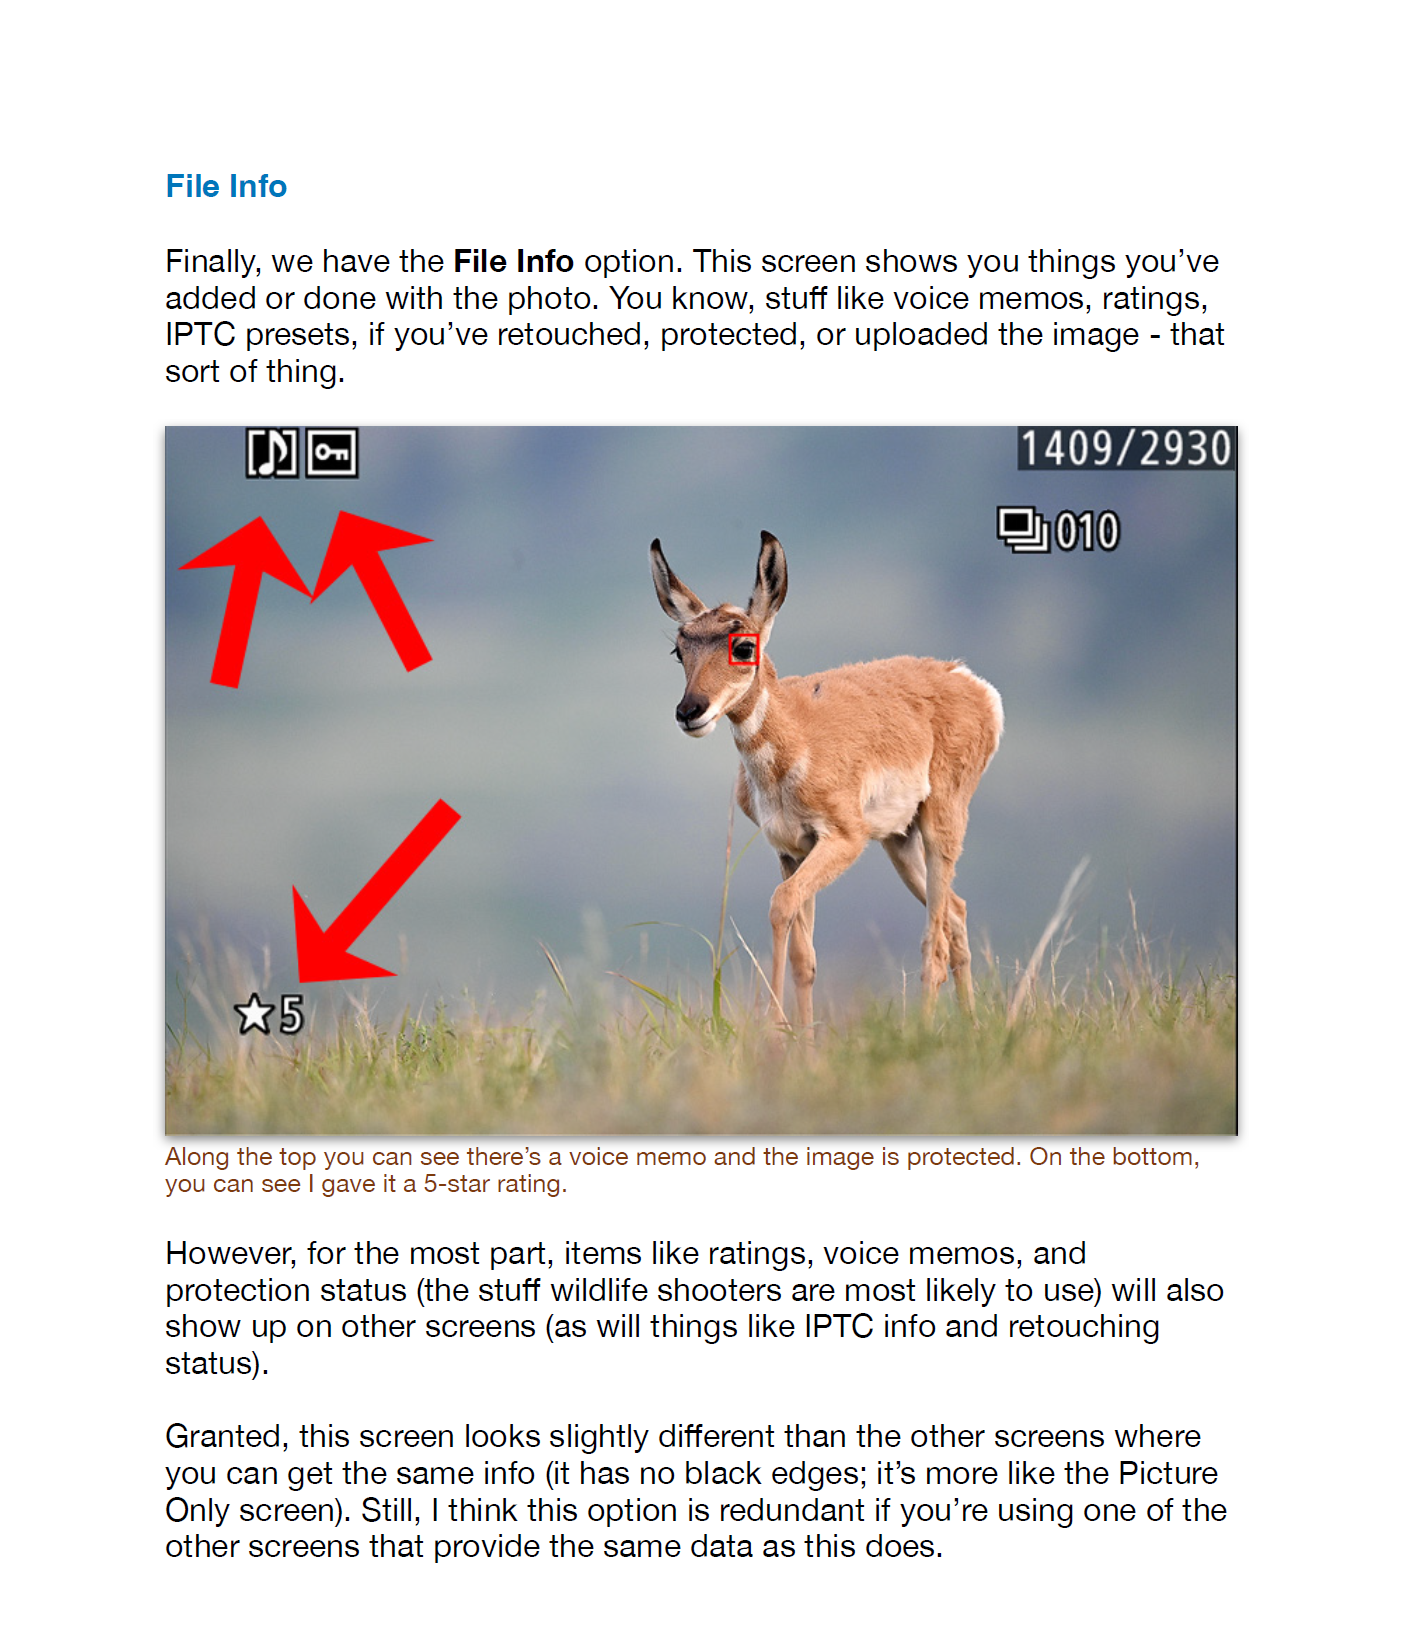 File Info
Finally, we have the File Info option. This screen shows you things you’ve
added or done with the photo. You know, stuff like voice memos, ratings,
IPTC presets, if you’ve retouched, protected, or uploaded the image - that
sort of thing.
1409/2930
010
5
Along the top you can see there’s a voice memo and the image is protected. On the bottom,
you can see I gave it a 5-star rating.
However, for the most part, items like ratings, voice memos, and
protection status (the stuff wildlife shooters are most likely to use) will also
show up on other screens (as will things like IPTC info and retouching
status).
Granted, this screen looks slightly different than the other screens where
you can get the same info (it has no black edges; it’s more like the Picture
Only screen). Still, I think this option is redundant if you’re using one of the
other screens that provide the same data as this does.